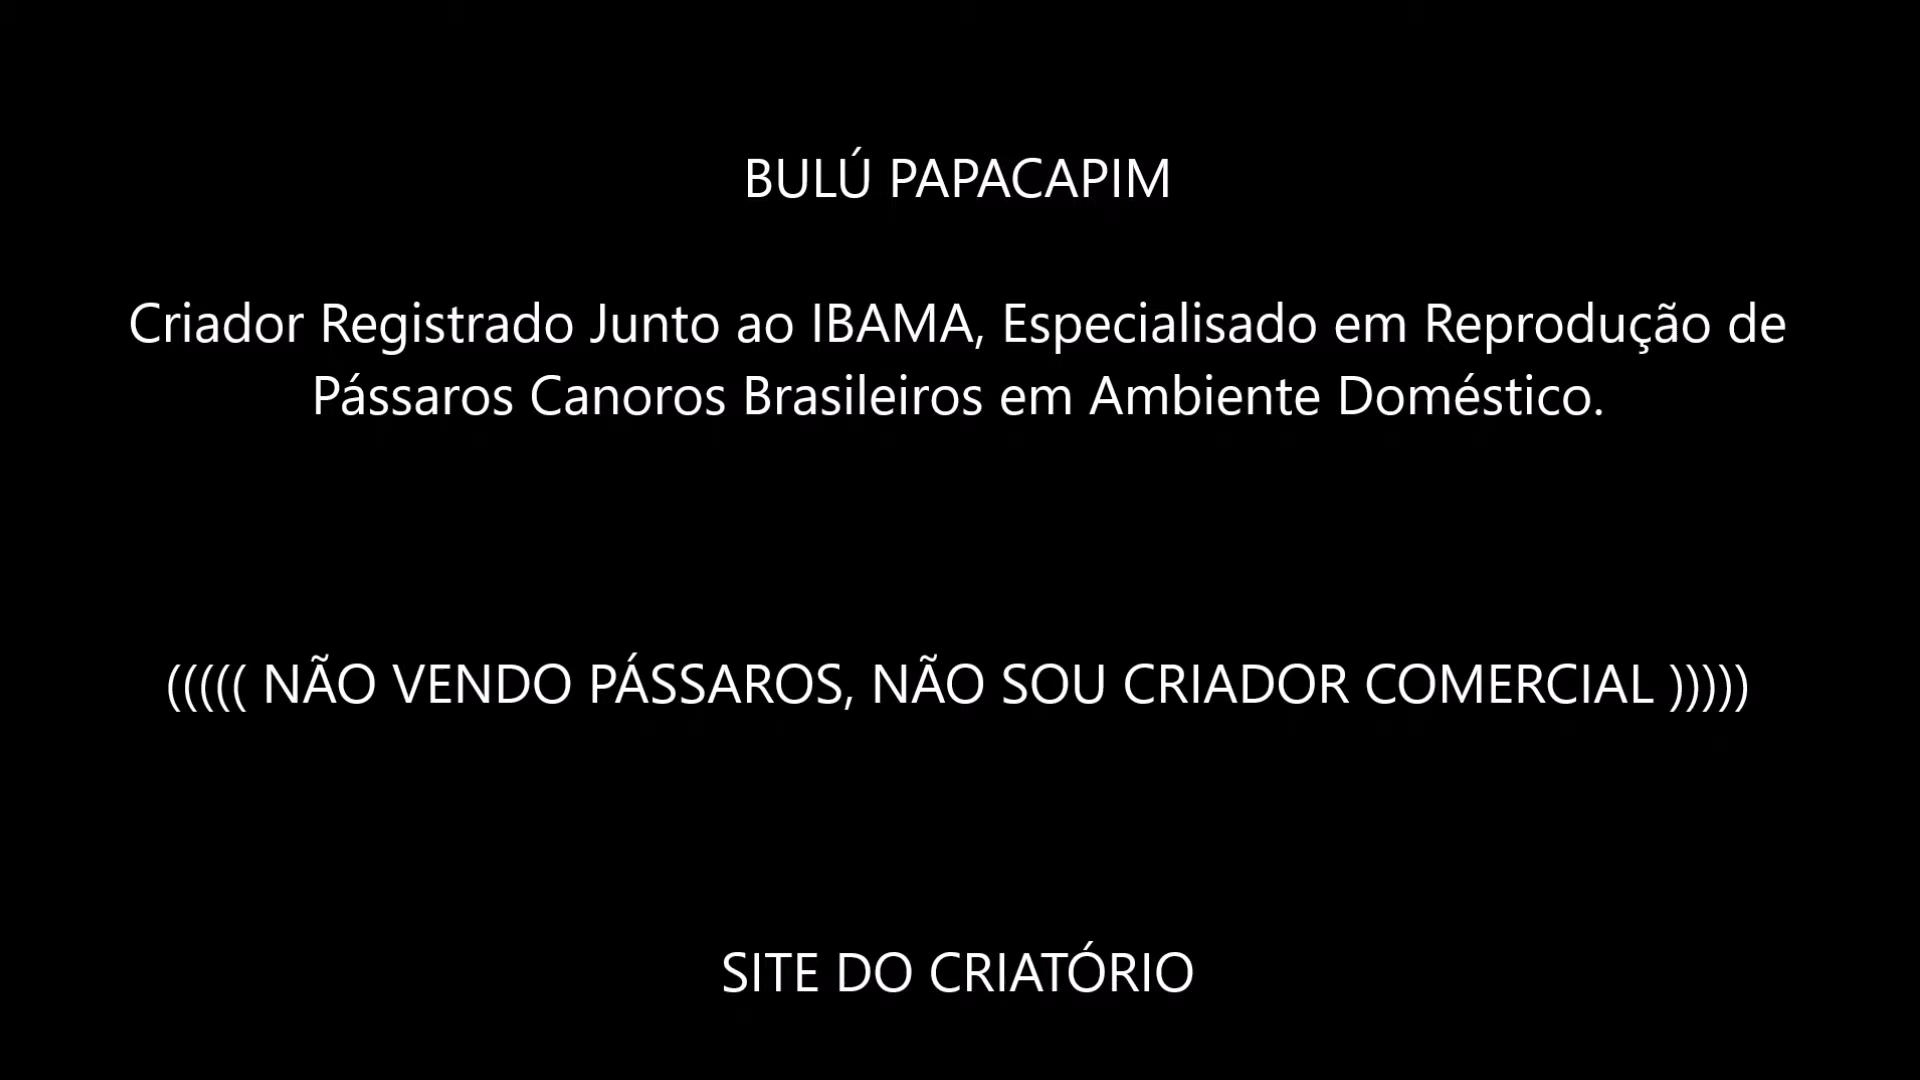 BULÚ PAPACAPIM
Criador Registrado Junto ao IBAMA, Especialisado em Reprodução de
Pássaros Canoros Brasileiros em Ambiente Doméstico.
((((( NÃO VENDO PÁSSAROS, NÃO SOU CRIADOR COMERCIAL )))))
SITE DO CRIATÓRIO